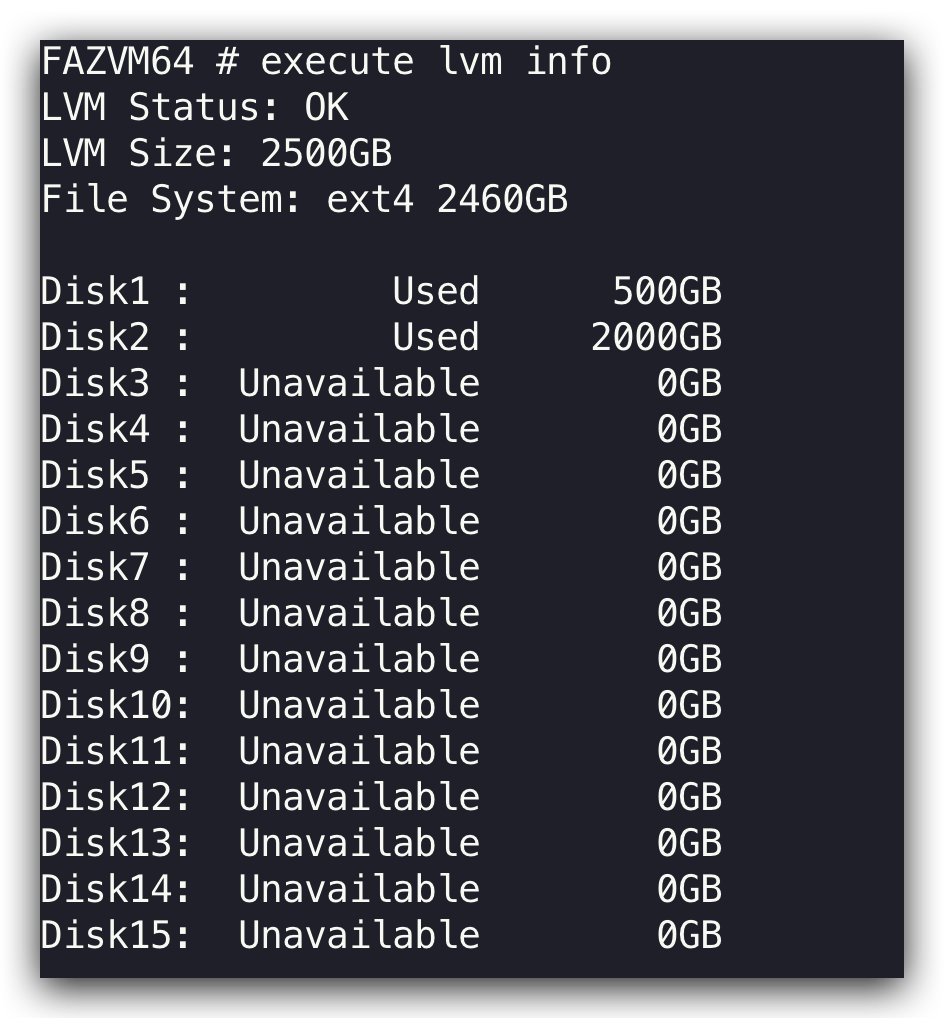 FAZVM64 # execute lvm info
LVM Status: OK
LVM Size: 2500GB
File System: ext4 2460GB

Disk1 :         Used      500GB
Disk2 :         Used     2000GB
Disk3 :  Unavailable        0GB
Disk4 :  Unavailable        0GB
Disk5 :  Unavailable        0GB
Disk6 :  Unavailable        0GB
Disk7 :  Unavailable        0GB
Disk8 :  Unavailable        0GB
Disk9 :  Unavailable        0GB
Disk10:  Unavailable        0GB
Disk11:  Unavailable        0GB
Disk12:  Unavailable        0GB
Disk13:  Unavailable        0GB
Disk14:  Unavailable        0GB
Disk15:  Unavailable        0GB